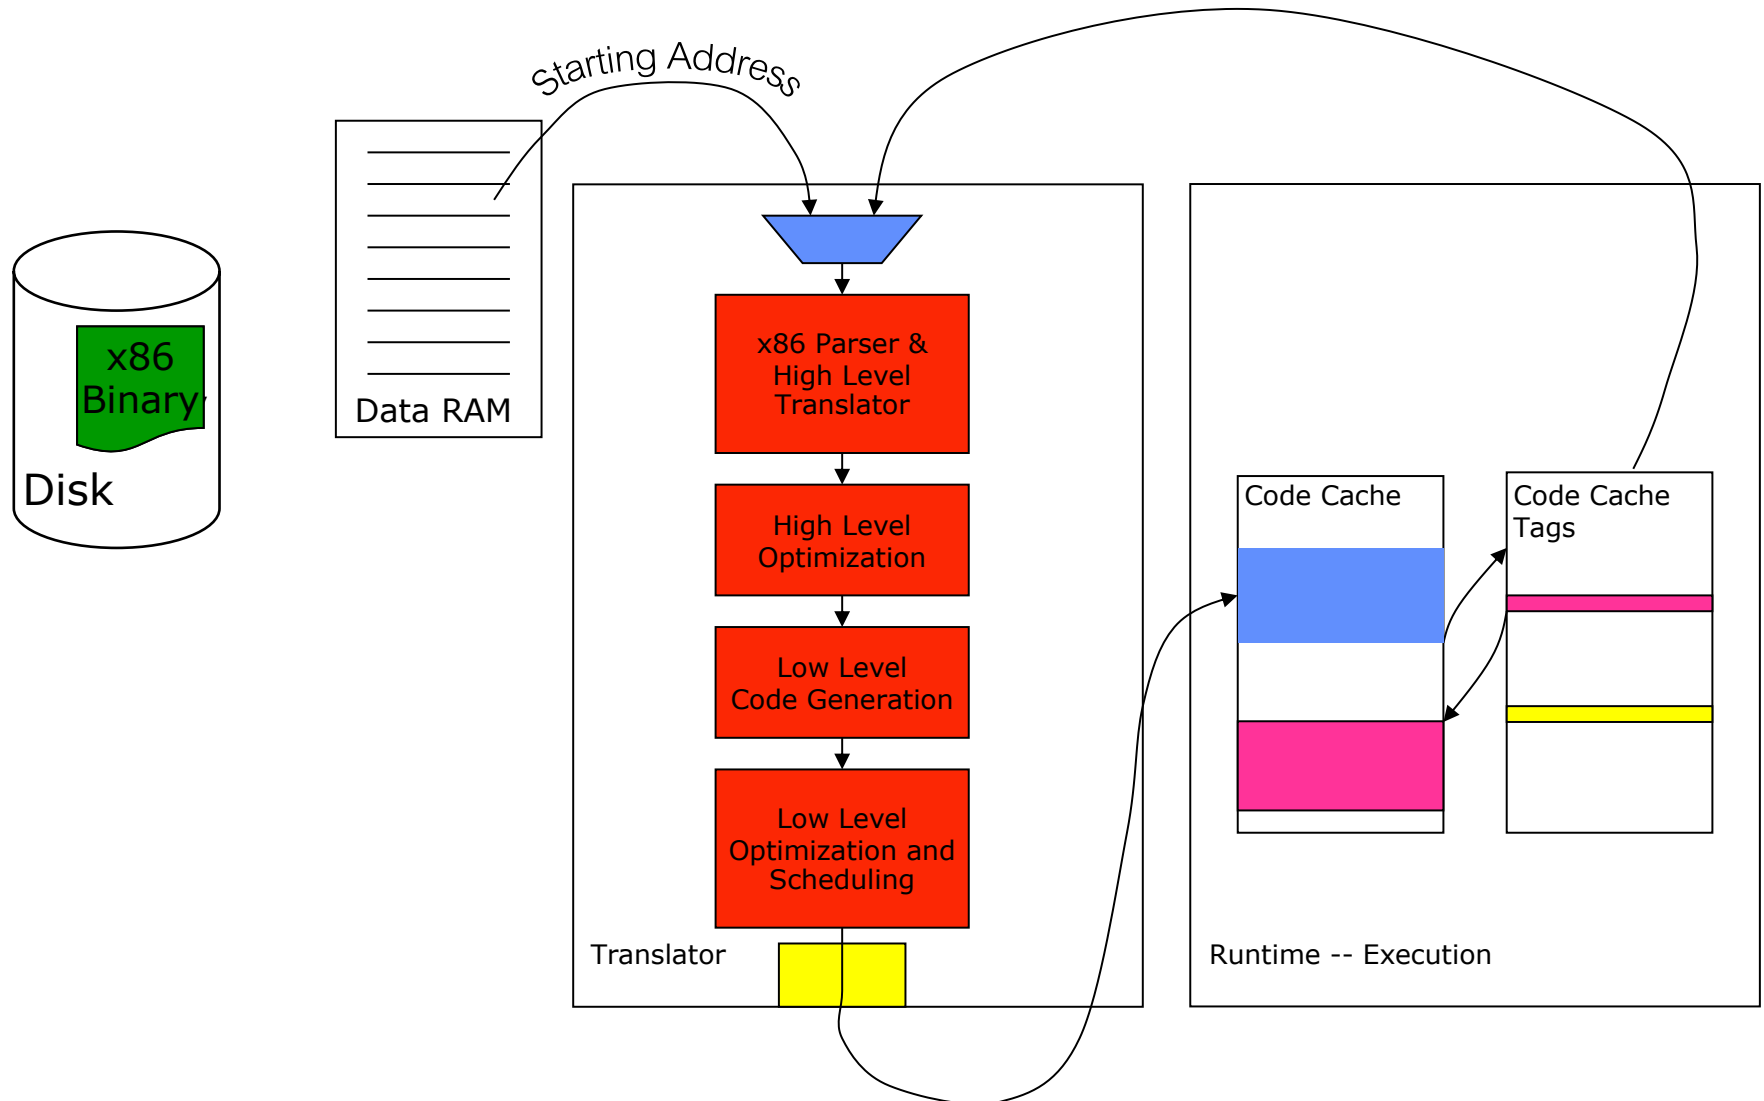 Starting Address
x86
Binary
Disk
Data RAM
x86 Parser &
High Level
Translator
High Level
Optimization
Low Level
Code Generation
Low Level
Optimization and
Scheduling
Translator
Code Cache
Code Cache
Tags
Runtime -- Execution